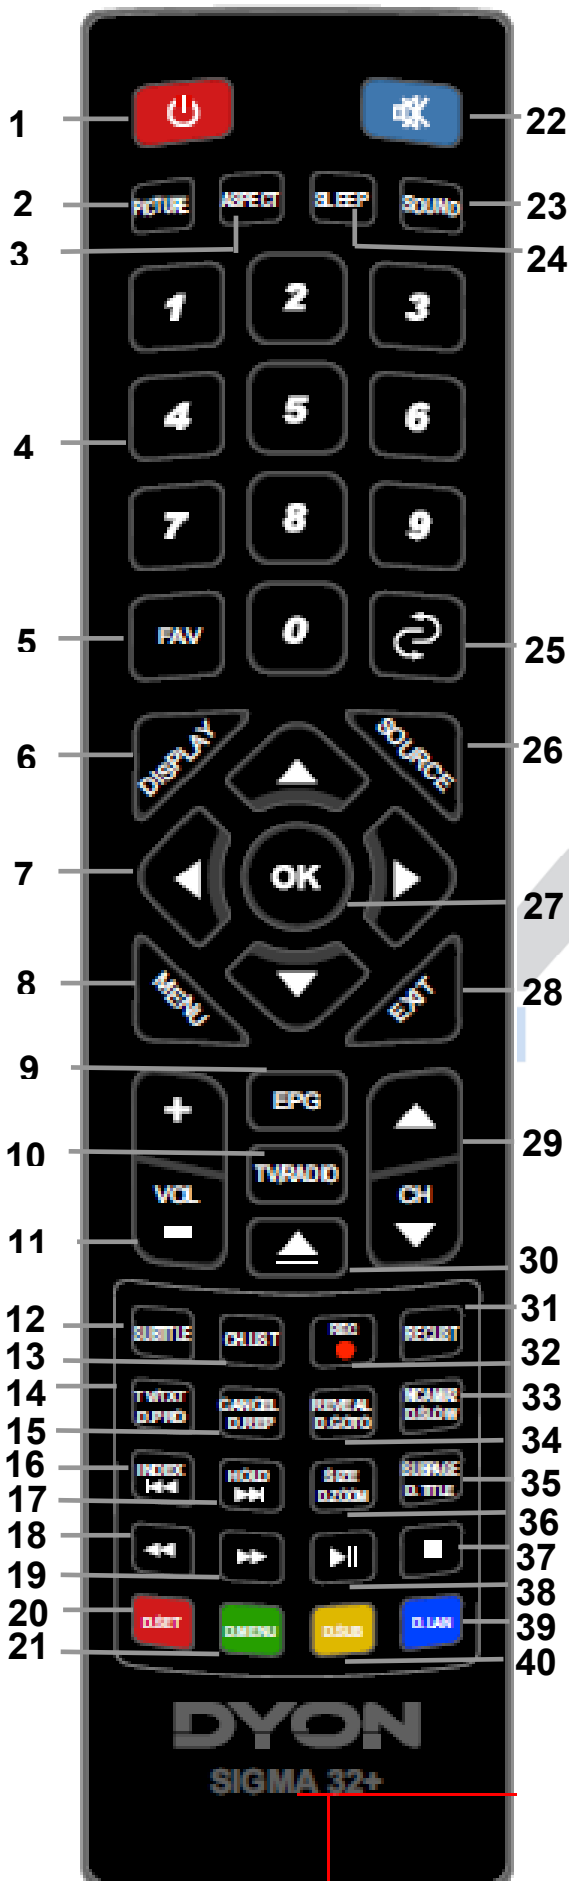 1 22
2 PICTURE ASPECT SLEEP SOUND 23
3 24
1 2 3
4 5 6
4
7 8 9
5 FAV 0 25
6 DISPLAY SOURCE 26
7 OK 27
8 MENU EXIT 28
9 EPG
+
10 TV/RADIO 29
VOL CH
11 30
12 SUBTITLE CH.LIST REC RECLIST 31
13 32
14 TV/TXT CANCEL REVEAL 33
D.PRO D.REP D.GOTO D.SLOW
15 34
16 INDEX HOLD SIZE SUBPAGE 35
D.ZOOM D.TITLE
17 36
18 37
19 38
20 D.SET D.MENU D.SUB D.LAN 39
21 40
DYON
SIGMA 32+